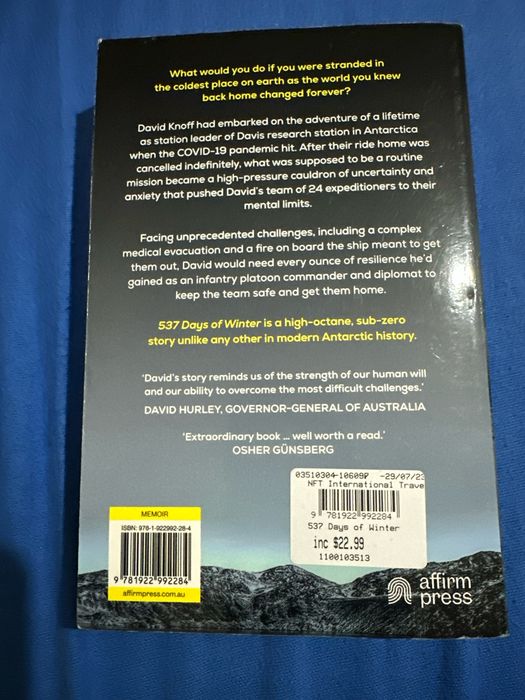 What would you do if you were stranded in
the coldest place on earth as the world you knew
back home changed forever?
David Knoff had embarked on the adventure of a lifetime
as station leader of Davis research station in Antarctica
when the COVID-19 pandemic hit. After their ride home was
cancelled indefinitely, what was supposed to be a routine
mission became a high-pressure cauldron of uncertainty and
anxiety that pushed David's team of 24 expeditioners to their
mental limits.
Facing unprecedented challenges, including a complex
medical evacuation and a fire on board the ship meant to get
them out, David would need every ounce of resilience he'd
gained as an infantry platoon commander and diplomat to
keep the team safe and get them home.
537 Days of Winter is a high-octane, sub-zero
story unlike any other in modern Antarctic history.
'David's story reminds us of the strength of our human will
and our ability to overcome the most difficult challenges.'
DAVID HURLEY, GOVERNOR-GENERAL OF AUSTRALIA
'Extraordinary book ... well worth a read.'
OSHER GÜNSBERG
03510304-10609P -29/07/23
NFT International Trave
9 781922 992284
537 Days of Winter
inc $22.99
1100103513
MEMOIR
ISBN: 978-1-922992-28-4
9 781922 992284
affirmpress.com.au
affirm
press